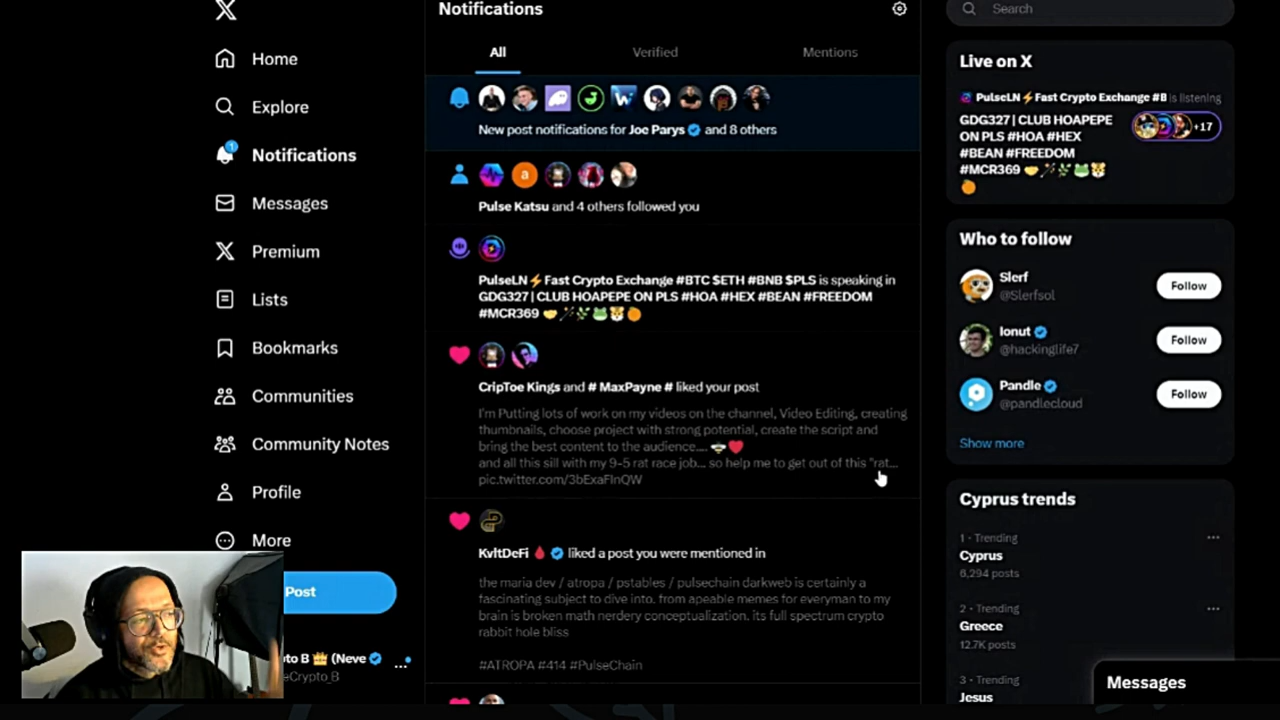 Home
Explore
1
Notifications
Messages
Premium
Lists
Bookmarks
Communities
Community Notes
Profile
More
Post
to B 👑 (Neve
eCrypto_B
Notifications
All
Verified
Mentions
New post notifications for Joe Parys and 8 others
Pulse Katsu and 4 others followed you
PulseLN⚡Fast Crypto Exchange #BTC $ETH #BNB $PLS is speaking in
GDG327 | CLUB HOAPEPE ON PLS #HOA #HEX #BEAN #FREEDOM
#MCR369
CripToe Kings and # MaxPayne # liked your post
I'm Putting lots of work on my videos on the channel, Video Editing, creating
thumbnails, choose project with strong potential, create the script and
bring the best content to the audience....
and all this sill with my 9-5 rat race job... so help me to get out of this "rat...
pic.twitter.com/3bExaFInQW
KvltDeFi 🩸 liked a post you were mentioned in
the maria dev / atropa / pstables / pulsechain darkweb is certainly a
fascinating subject to dive into. from apeable memes for everyman to my
brain is broken math nerdery conceptualization. its full spectrum crypto
rabbit hole bliss
#ATROPA #414 #PulseChain
Search
Live on X
PulseLN⚡Fast Crypto Exchange #B is listening
GDG327 | CLUB HOAPEPE
ON PLS #HOA #HEX
#BEAN #FREEDOM
#MCR369
+17
Who to follow
Slerf
@Slerfsol
Follow
Ionut
@hackinglife7
Follow
Pandle
@pandlecloud
Follow
Show more
Cyprus trends
1 · Trending
Cyprus
6,294 posts
2 · Trending
Greece
12.7K posts
3 · Trending
Jesus
Messages